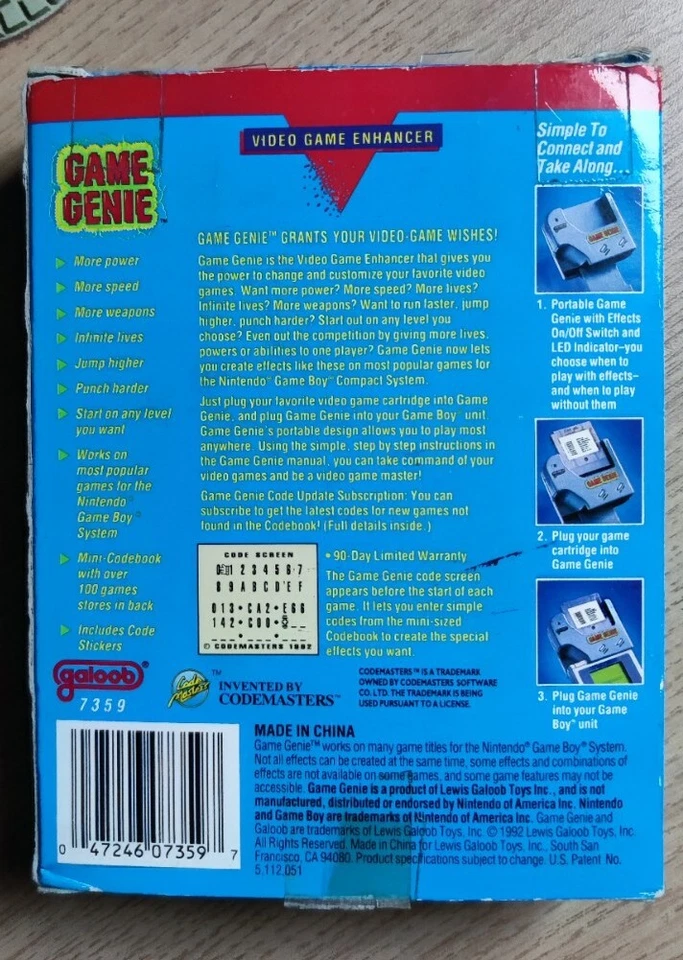 VIDEO GAME ENHANCER
GAME
GENIE™
More power
More speed
More weapons
Infinite lives
Jump higher
Punch harder
Start on any level
you want
Works on
most popular
games for the
Nintendo®
Game Boy®
System
Mini-Codebook
with over
100 games
stores in back
Includes Code
Stickers
GAME GENIE™ GRANTS YOUR VIDEO-GAME WISHES!
Game Genie is the Video Game Enhancer that gives you
the power to change and customize your favorite video
games. Want more power? More speed? More lives?
Infinite lives? More weapons? Want to run faster, jump
higher, punch harder? Start out on any level you
choose? Even out the competition by giving more lives,
powers or abilities to one player? Game Genie now lets
you create effects like these on most popular games for
the Nintendo® Game Boy™ Compact System.
Just plug your favorite video game cartridge into Game
Genie, and plug Game Genie into your Game Boy® unit.
Game Genie's portable design allows you to play most
anywhere. Using the simple, step by step instructions in
the Game Genie manual, you can take command of your
video games and be a video game master!
Game Genie Code Update Subscription: You can
subscribe to get the latest codes for new games not
found in the Codebook! (Full details inside.)
CODE SCREEN
1 2 3 4 5 6 7
8 9 A B C D E F
013-CA2-E66
142-C00-8_ _
© CODEMASTERS 1992
• 90-Day Limited Warranty
The Game Genie code screen
appears before the start of each
game. It lets you enter simple
codes from the mini-sized
Codebook to create the special
effects you want.
Simple To
Connect and
Take Along...
GAME GENIE
1. Portable Game
Genie with Effects
On/Off Switch and
LED Indicator–you
choose when to
play with effects–
and when to play
without them
GAME GENIE
2. Plug your game
cartridge into
Game Genie
GAME GENIE
3. Plug Game Genie
into your Game
Boy® unit
galoob®
7359
Code
Masters™
INVENTED BY
CODEMASTERS™
CODEMASTERS™ IS A TRADEMARK
OWNED BY CODEMASTERS SOFTWARE
CO. LTD. THE TRADEMARK IS BEING
USED PURSUANT TO A LICENSE.
0 47246 07359 7
MADE IN CHINA
Game Genie™ works on many game titles for the Nintendo® Game Boy® System.
Not all effects can be created at the same time, some effects and combinations of
effects are not available on some games, and some game features may not be
accessible. Game Genie is a product of Lewis Galoob Toys Inc., and is not
manufactured, distributed or endorsed by Nintendo of America Inc. Nintendo
and Game Boy are trademarks of Nintendo of America Inc. Game Genie and
Galoob are trademarks of Lewis Galoob Toys, Inc. © 1992 Lewis Galoob Toys, Inc.
All Rights Reserved. Made in China for Lewis Galoob Toys, Inc., South San
Francisco, CA 94080. Product specifications subject to change. U.S. Patent No.
5,112,051